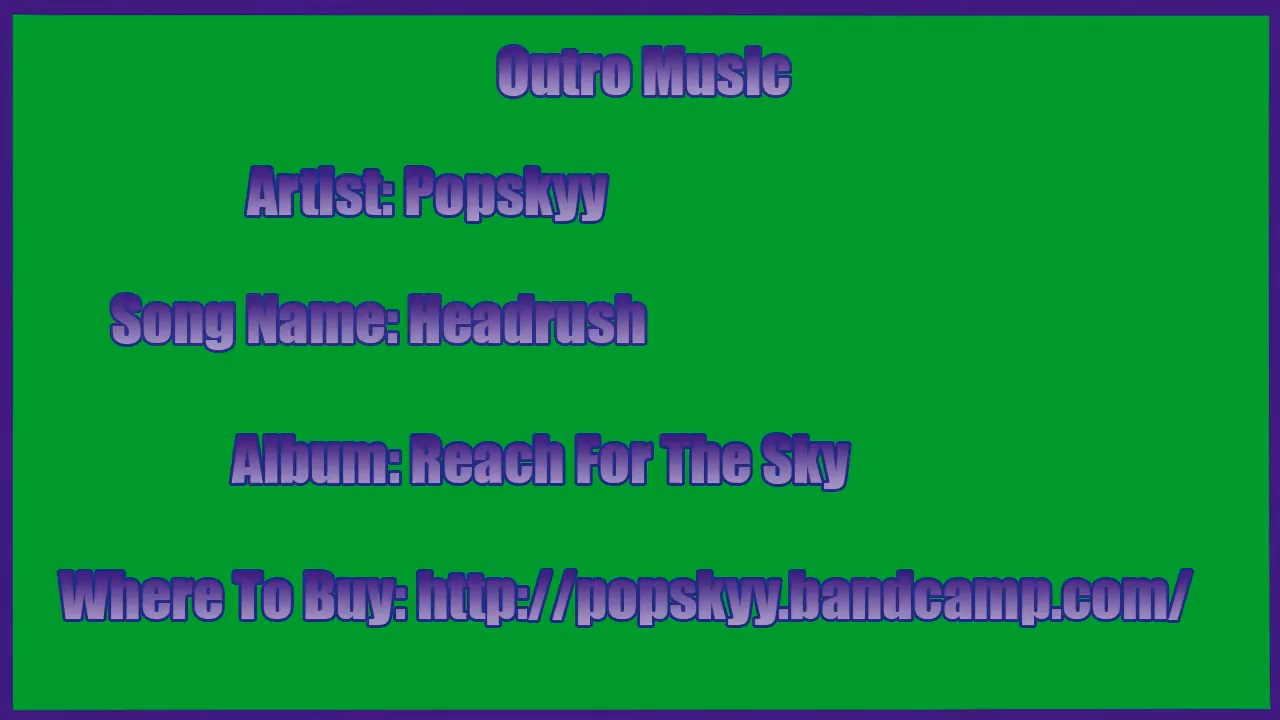 Outro Music
Artist: Popskyy
Song Name: Headrush
Album: Reach For The Sky
Where To Buy: http://popskyy.bandcamp.com/